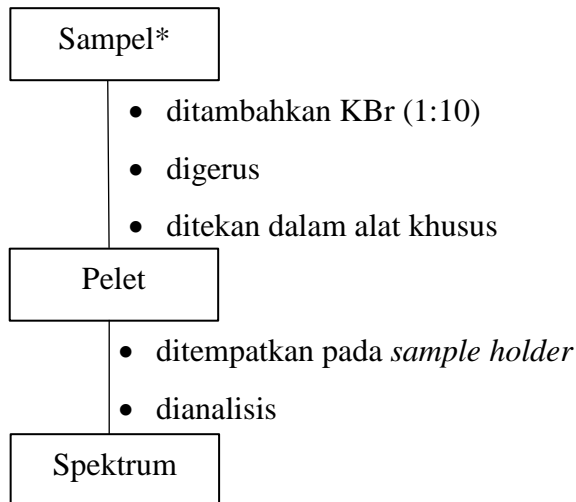 Sampel*
• ditambahkan KBr (1:10)
• digerus
• ditekan dalam alat khusus
Pelet
• ditempatkan pada sample holder
• dianalisis
Spektrum